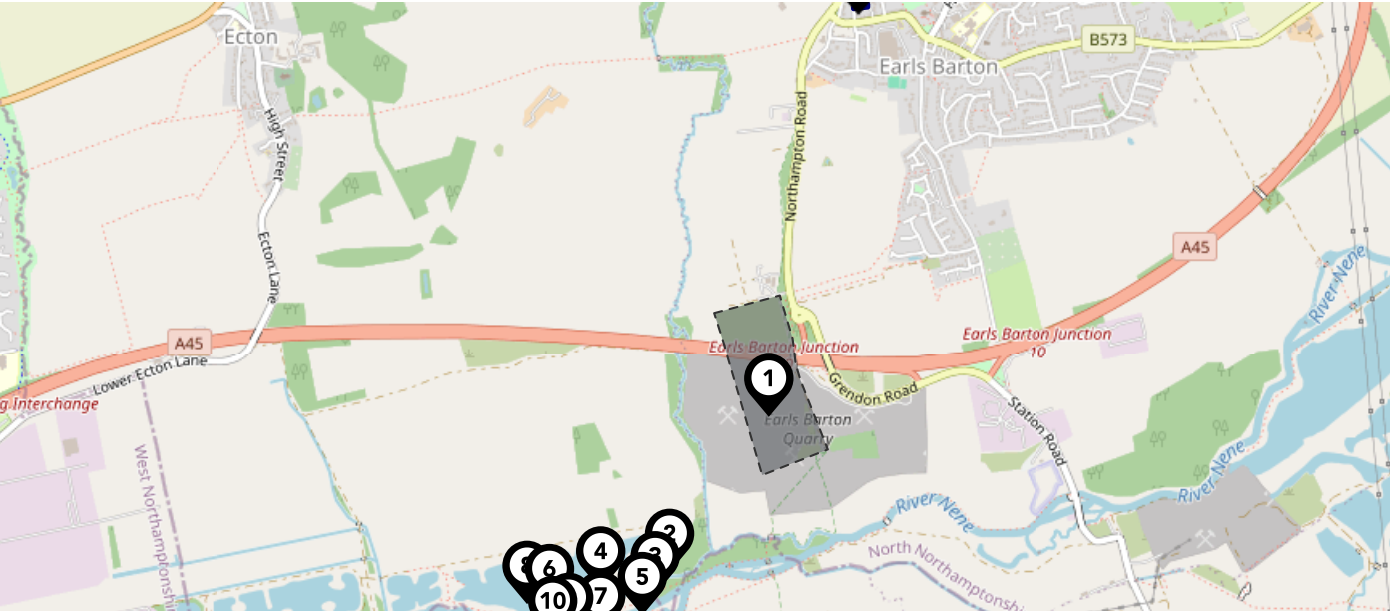 Ecton
B573
Earls Barton
High Street
Northampton Road
Ecton Lane
A45
River Nene
A45
Lower Ecton Lane
Earls Barton Junction
Earls Barton Junction
10
1
g Interchange
Grendon Road
Earls Barton
Quarry
Station Road
West Northamptonshi
River Nene
River Nene
2
3
4
8
6
5
7
10
North Northamptonsh